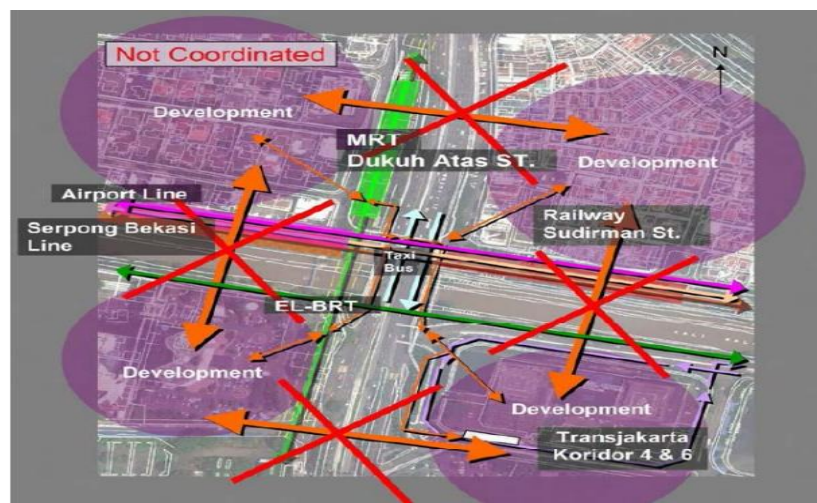 Not Coordinated
N
Development
MRT
Dukuh Atas ST.
Development
Airport Line
Serpong Bekasi
Line
Railway
Sudirman St.
Taxi
Bus
EL-BRT
Development
Development
Transjakarta
Koridor 4 & 6